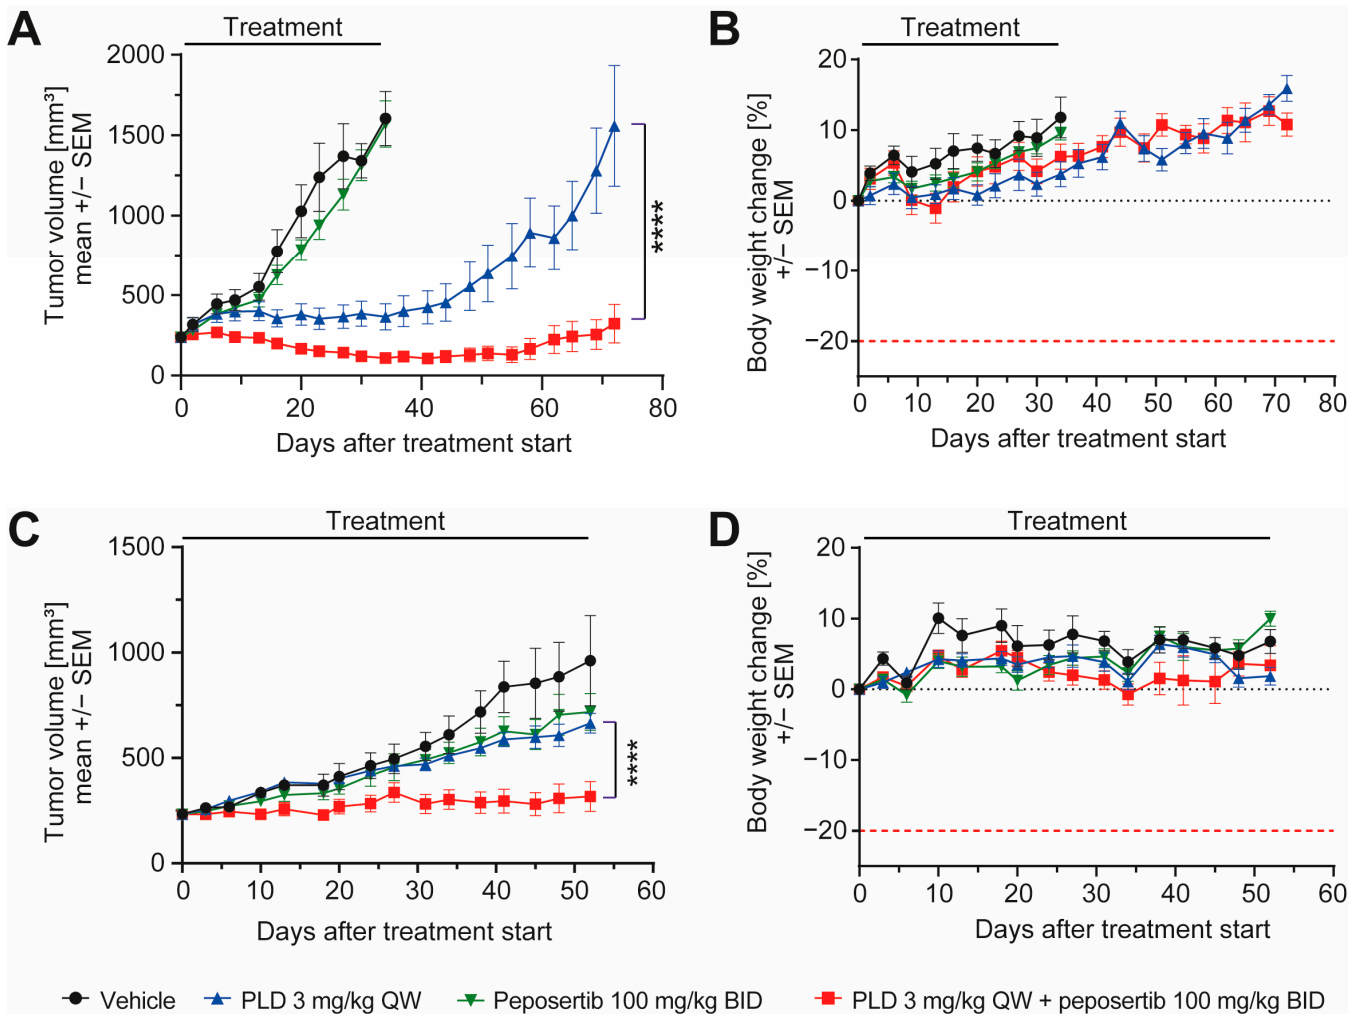 A
Treatment
Tumor volume [mm³]
mean +/− SEM
2000
1500
1000
500
0
0 20 40 60 80
Days after treatment start
****
B
Treatment
Body weight change [%]
+/− SEM
20
10
0
−10
−20
0 10 20 30 40 50 60 70 80
Days after treatment start
C
Treatment
Tumor volume [mm³]
mean +/− SEM
1500
1000
500
0
0 10 20 30 40 50 60
Days after treatment start
****
D
Treatment
Body weight change [%]
+/− SEM
20
10
0
−10
−20
0 10 20 30 40 50 60
Days after treatment start
Vehicle PLD 3 mg/kg QW Peposertib 100 mg/kg BID PLD 3 mg/kg QW + peposertib 100 mg/kg BID